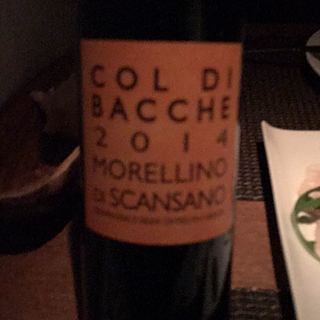 COL DI
BACCHE
2014
MORELLINO
DI SCANSANO